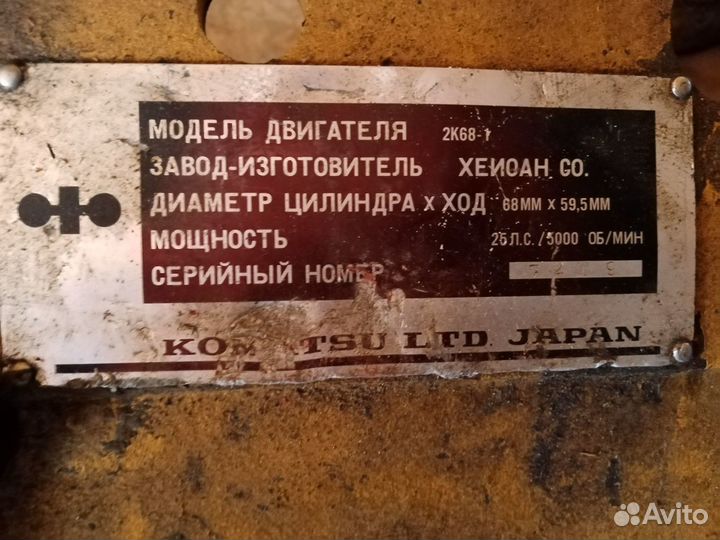 МОДЕЛЬ ДВИГАТЕЛЯ 2К68-1
ЗАВОД-ИЗГОТОВИТЕЛЬ ХЕИОАН СО.
ДИАМЕТР ЦИЛИНДРА х ХОД 68ММ х 59,5ММ
МОЩНОСТЬ 25Л.С./5000 ОБ/МИН
СЕРИЙНЫЙ НОМЕР
LTD. JAPAN
Avito